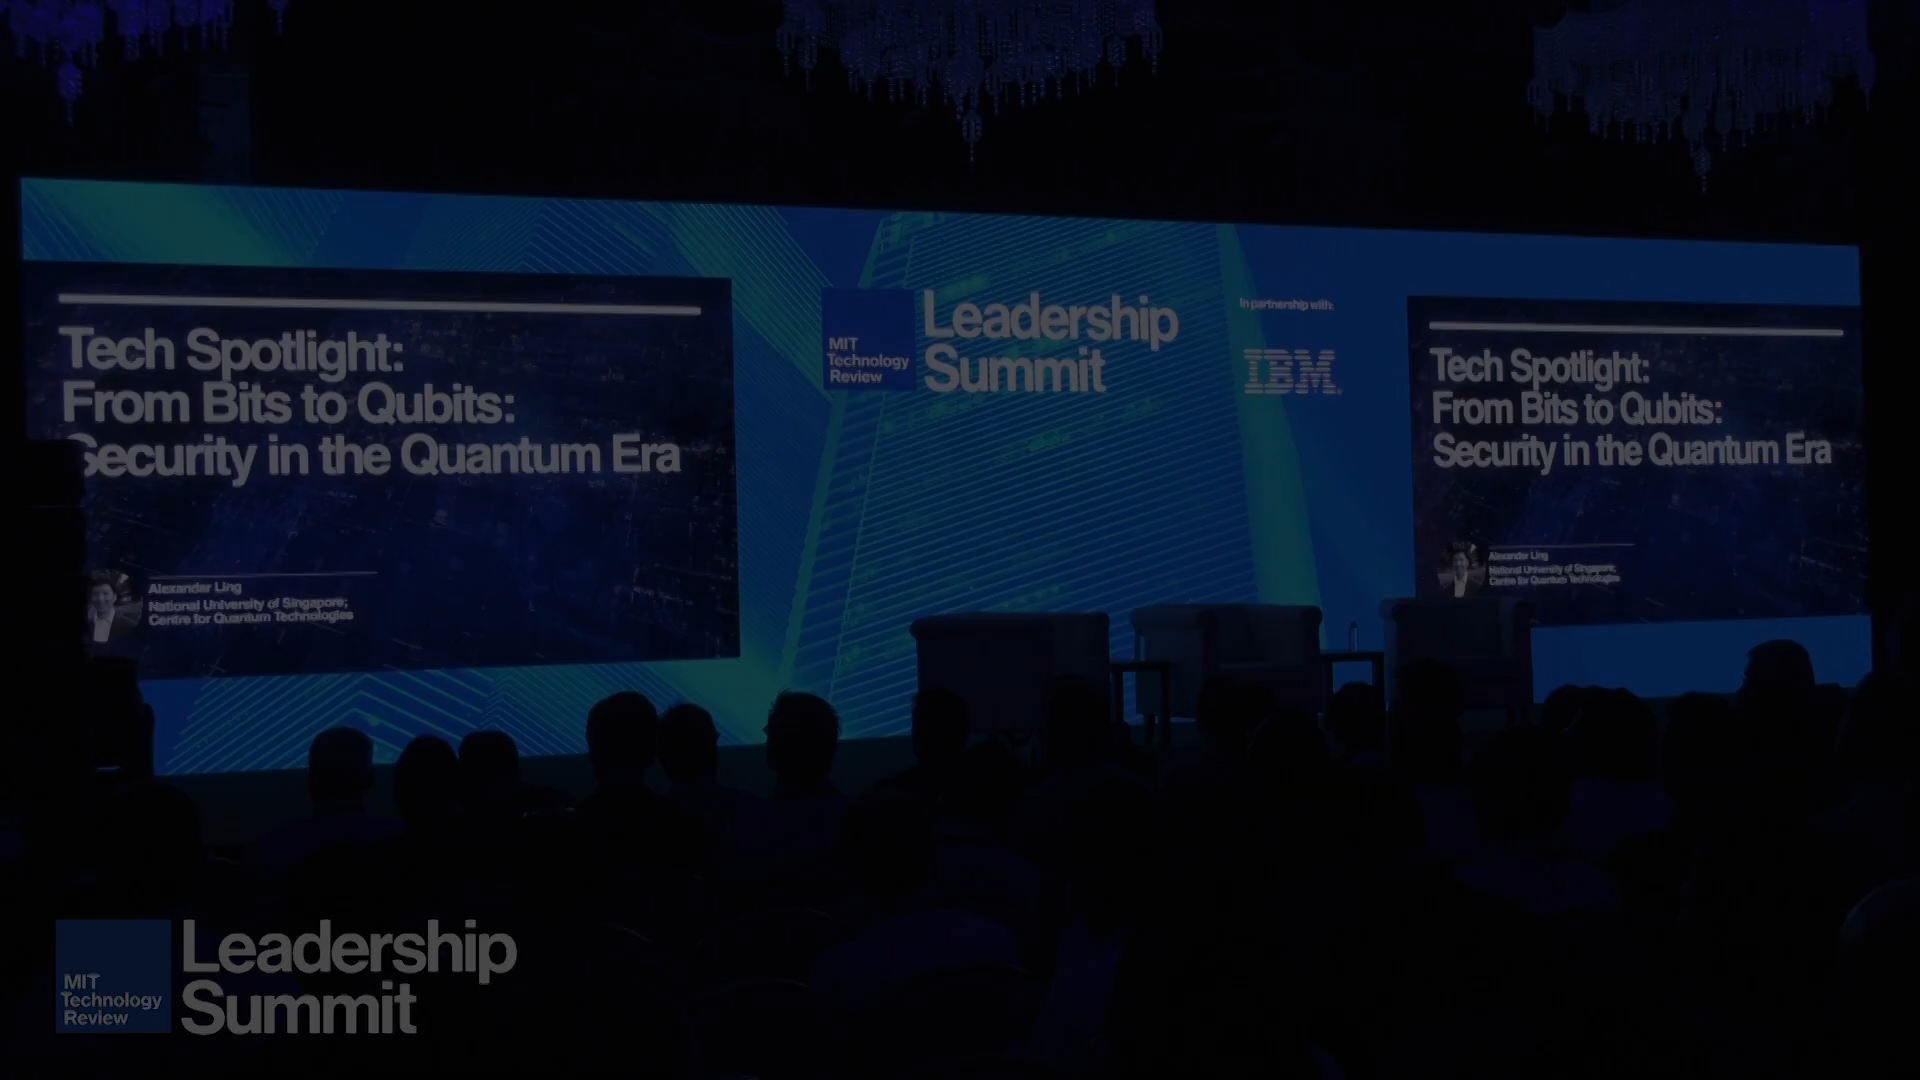 Tech Spotlight:
From Bits to Qubits:
Security in the Quantum Era
Alexander Ling
National University of Singapore;
Centre for Quantum Technologies
MIT
Technology
Review
Leadership
Summit
In partnership with:
IBM
Tech Spotlight:
From Bits to Qubits:
Security in the Quantum Era
Alexander Ling
National University of Singapore;
Centre for Quantum Technologies
MIT
Technology
Review
Leadership
Summit